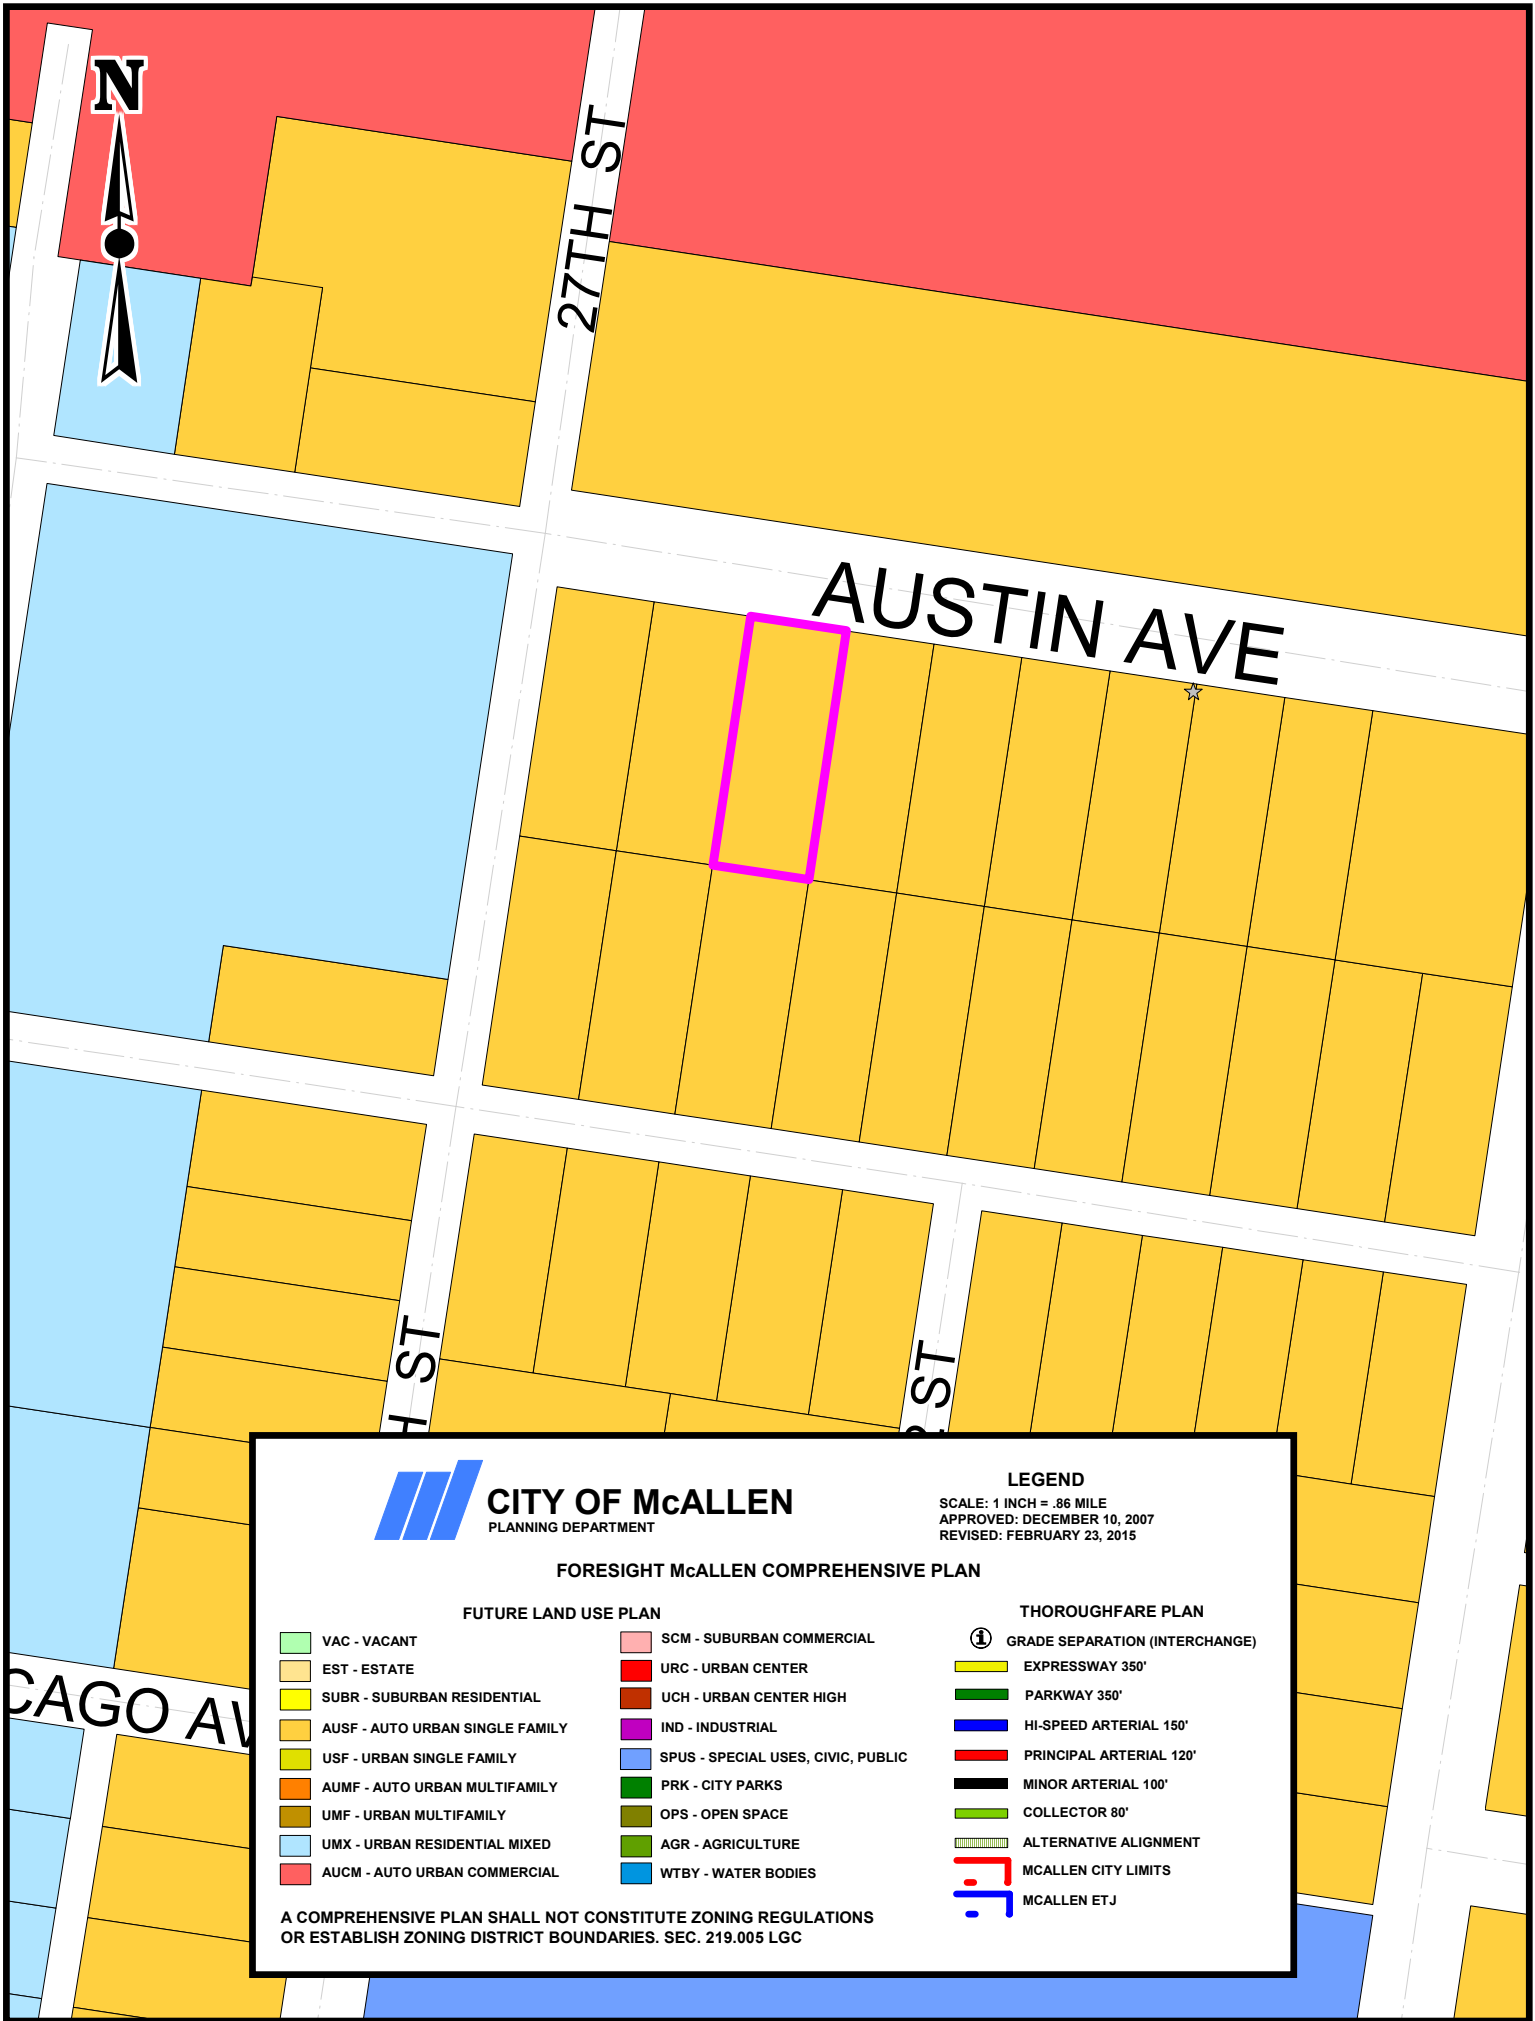 N
27TH ST
AUSTIN AVE
H ST
ST
CAGO AV
CITY OF McALLEN
PLANNING DEPARTMENT
LEGEND
SCALE: 1 INCH = .86 MILE
APPROVED: DECEMBER 10, 2007
REVISED: FEBRUARY 23, 2015
FORESIGHT McALLEN COMPREHENSIVE PLAN
FUTURE LAND USE PLAN
VAC - VACANT
EST - ESTATE
SUBR - SUBURBAN RESIDENTIAL
AUSF - AUTO URBAN SINGLE FAMILY
USF - URBAN SINGLE FAMILY
AUMF - AUTO URBAN MULTIFAMILY
UMF - URBAN MULTIFAMILY
UMX - URBAN RESIDENTIAL MIXED
AUCM - AUTO URBAN COMMERCIAL
SCM - SUBURBAN COMMERCIAL
URC - URBAN CENTER
UCH - URBAN CENTER HIGH
IND - INDUSTRIAL
SPUS - SPECIAL USES, CIVIC, PUBLIC
PRK - CITY PARKS
OPS - OPEN SPACE
AGR - AGRICULTURE
WTBY - WATER BODIES
THOROUGHFARE PLAN
i GRADE SEPARATION (INTERCHANGE)
EXPRESSWAY 350'
PARKWAY 350'
HI-SPEED ARTERIAL 150'
PRINCIPAL ARTERIAL 120'
MINOR ARTERIAL 100'
COLLECTOR 80'
ALTERNATIVE ALIGNMENT
MCALLEN CITY LIMITS
MCALLEN ETJ
A COMPREHENSIVE PLAN SHALL NOT CONSTITUTE ZONING REGULATIONS
OR ESTABLISH ZONING DISTRICT BOUNDARIES. SEC. 219.005 LGC